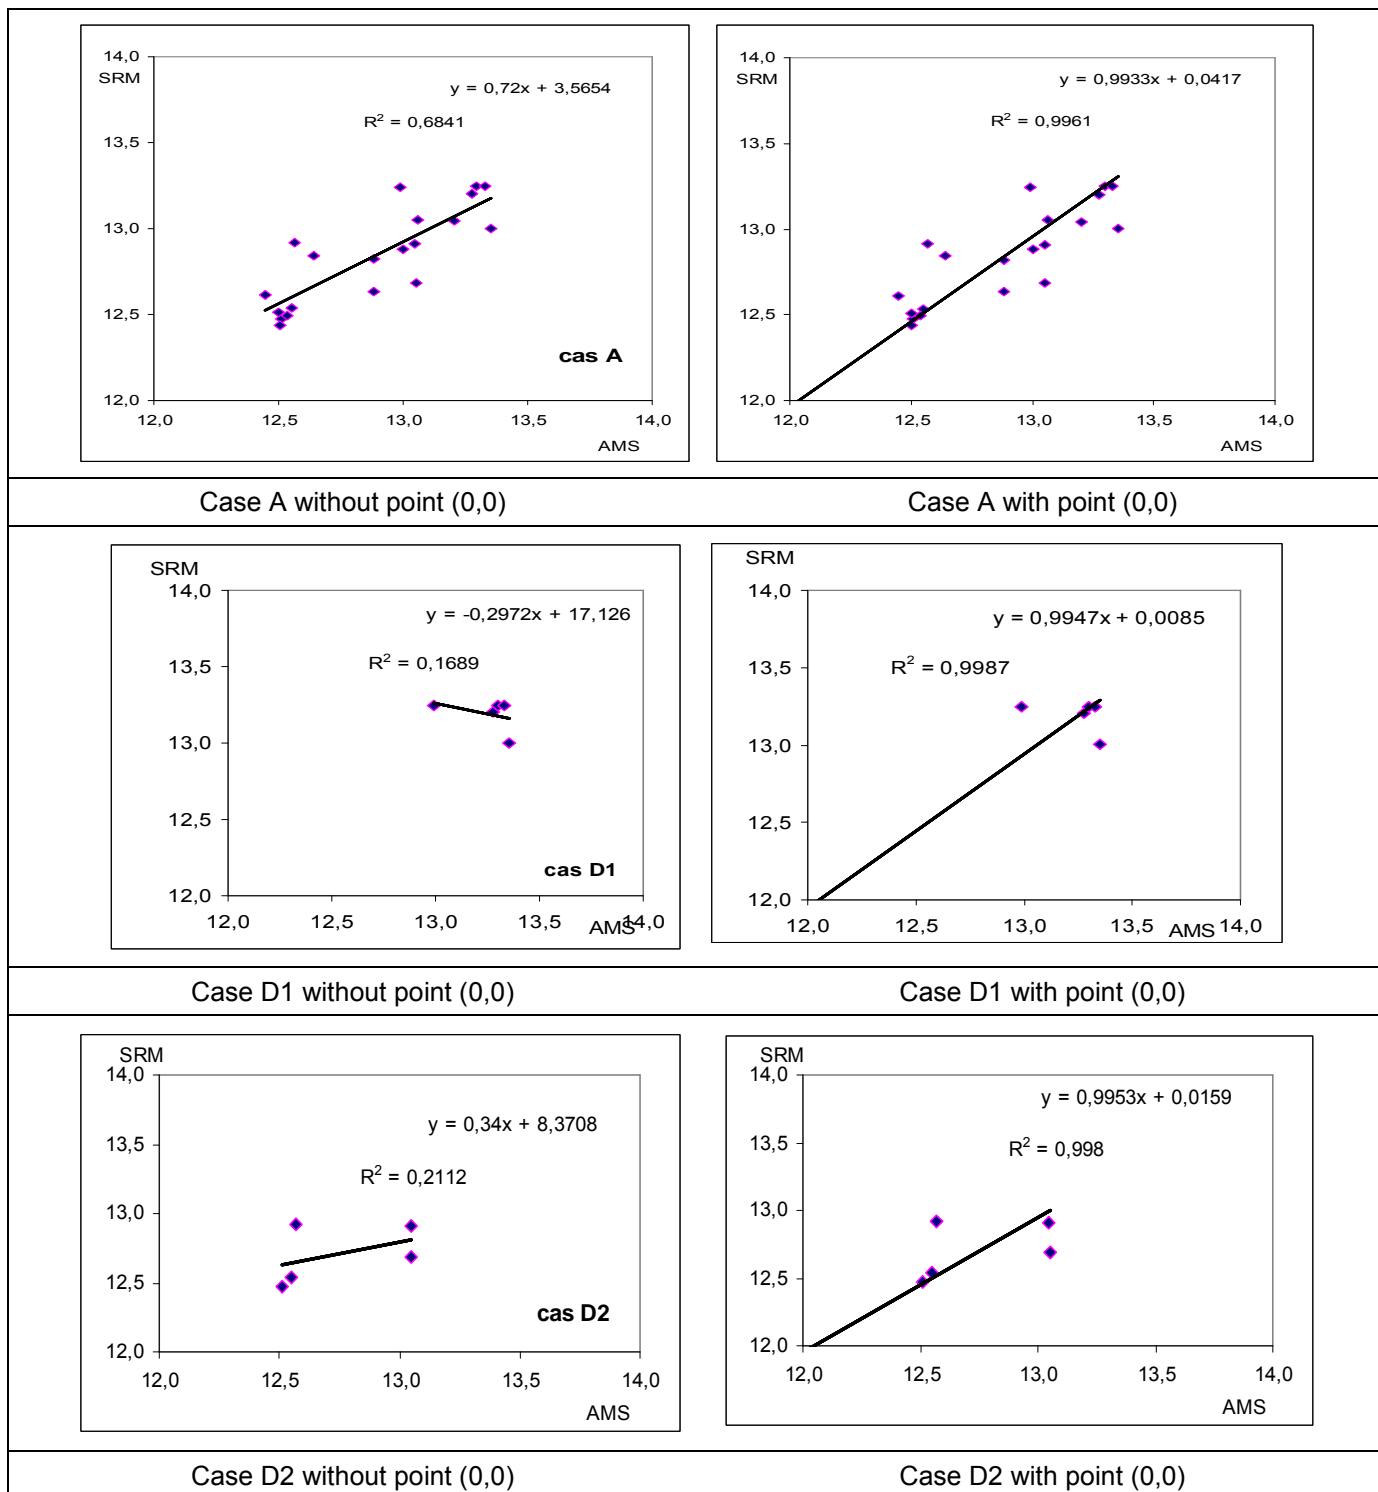 14,0
SRM
y = 0,72x + 3,5654
R² = 0,6841
13,5
13,0
12,5
cas A
12,0
12,0 12,5 13,0 13,5 14,0
AMS
14,0
SRM
y = 0,9933x + 0,0417
R² = 0,9961
13,5
13,0
12,5
12,0
12,0 12,5 13,0 13,5 14,0
AMS
Case A without point (0,0)
Case A with point (0,0)
SRM
14,0
y = -0,2972x + 17,126
R² = 0,1689
13,5
13,0
12,5
cas D1
12,0
12,0 12,5 13,0 13,5 14,0
AMS
SRM
14,0
y = 0,9947x + 0,0085
R² = 0,9987
13,5
13,0
12,5
12,0
12,0 12,5 13,0 13,5 14,0
AMS
Case D1 without point (0,0)
Case D1 with point (0,0)
SRM
14,0
y = 0,34x + 8,3708
13,5
R² = 0,2112
13,0
12,5
cas D2
12,0
12,0 12,5 13,0 13,5 14,0
AMS
SRM
14,0
y = 0,9953x + 0,0159
13,5
R² = 0,998
13,0
12,5
12,0
12,0 12,5 13,0 13,5 14,0
AMS
Case D2 without point (0,0)
Case D2 with point (0,0)